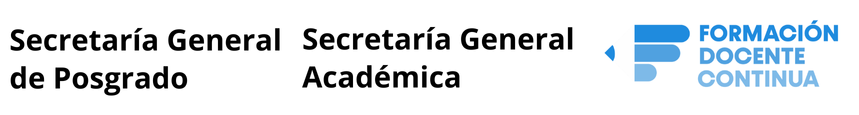 Secretaría General
de Posgrado
Secretaría General
Académica
FORMACIÓN
DOCENTE
CONTINUA